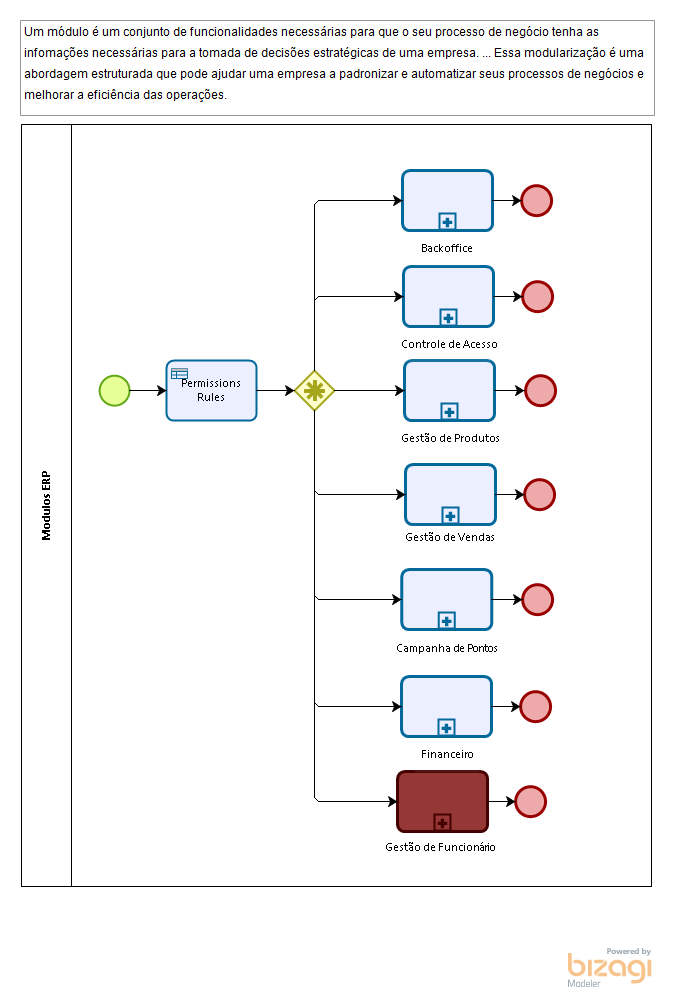 Um módulo é um conjunto de funcionalidades necessárias para que o seu processo de negócio tenha as
infomações necessárias para a tomada de decisões estratégicas de uma empresa. ... Essa modularização é uma
abordagem estruturada que pode ajudar uma empresa a padronizar e automatizar seus processos de negócios e
melhorar a eficiência das operações.
Modulos ERP
Permissions
Rules
Backoffice
Controle de Acesso
Gestão de Produtos
Gestão de Vendas
Campanha de Pontos
Financeiro
Gestão de Funcionário
Powered by
bizagi
Modeler